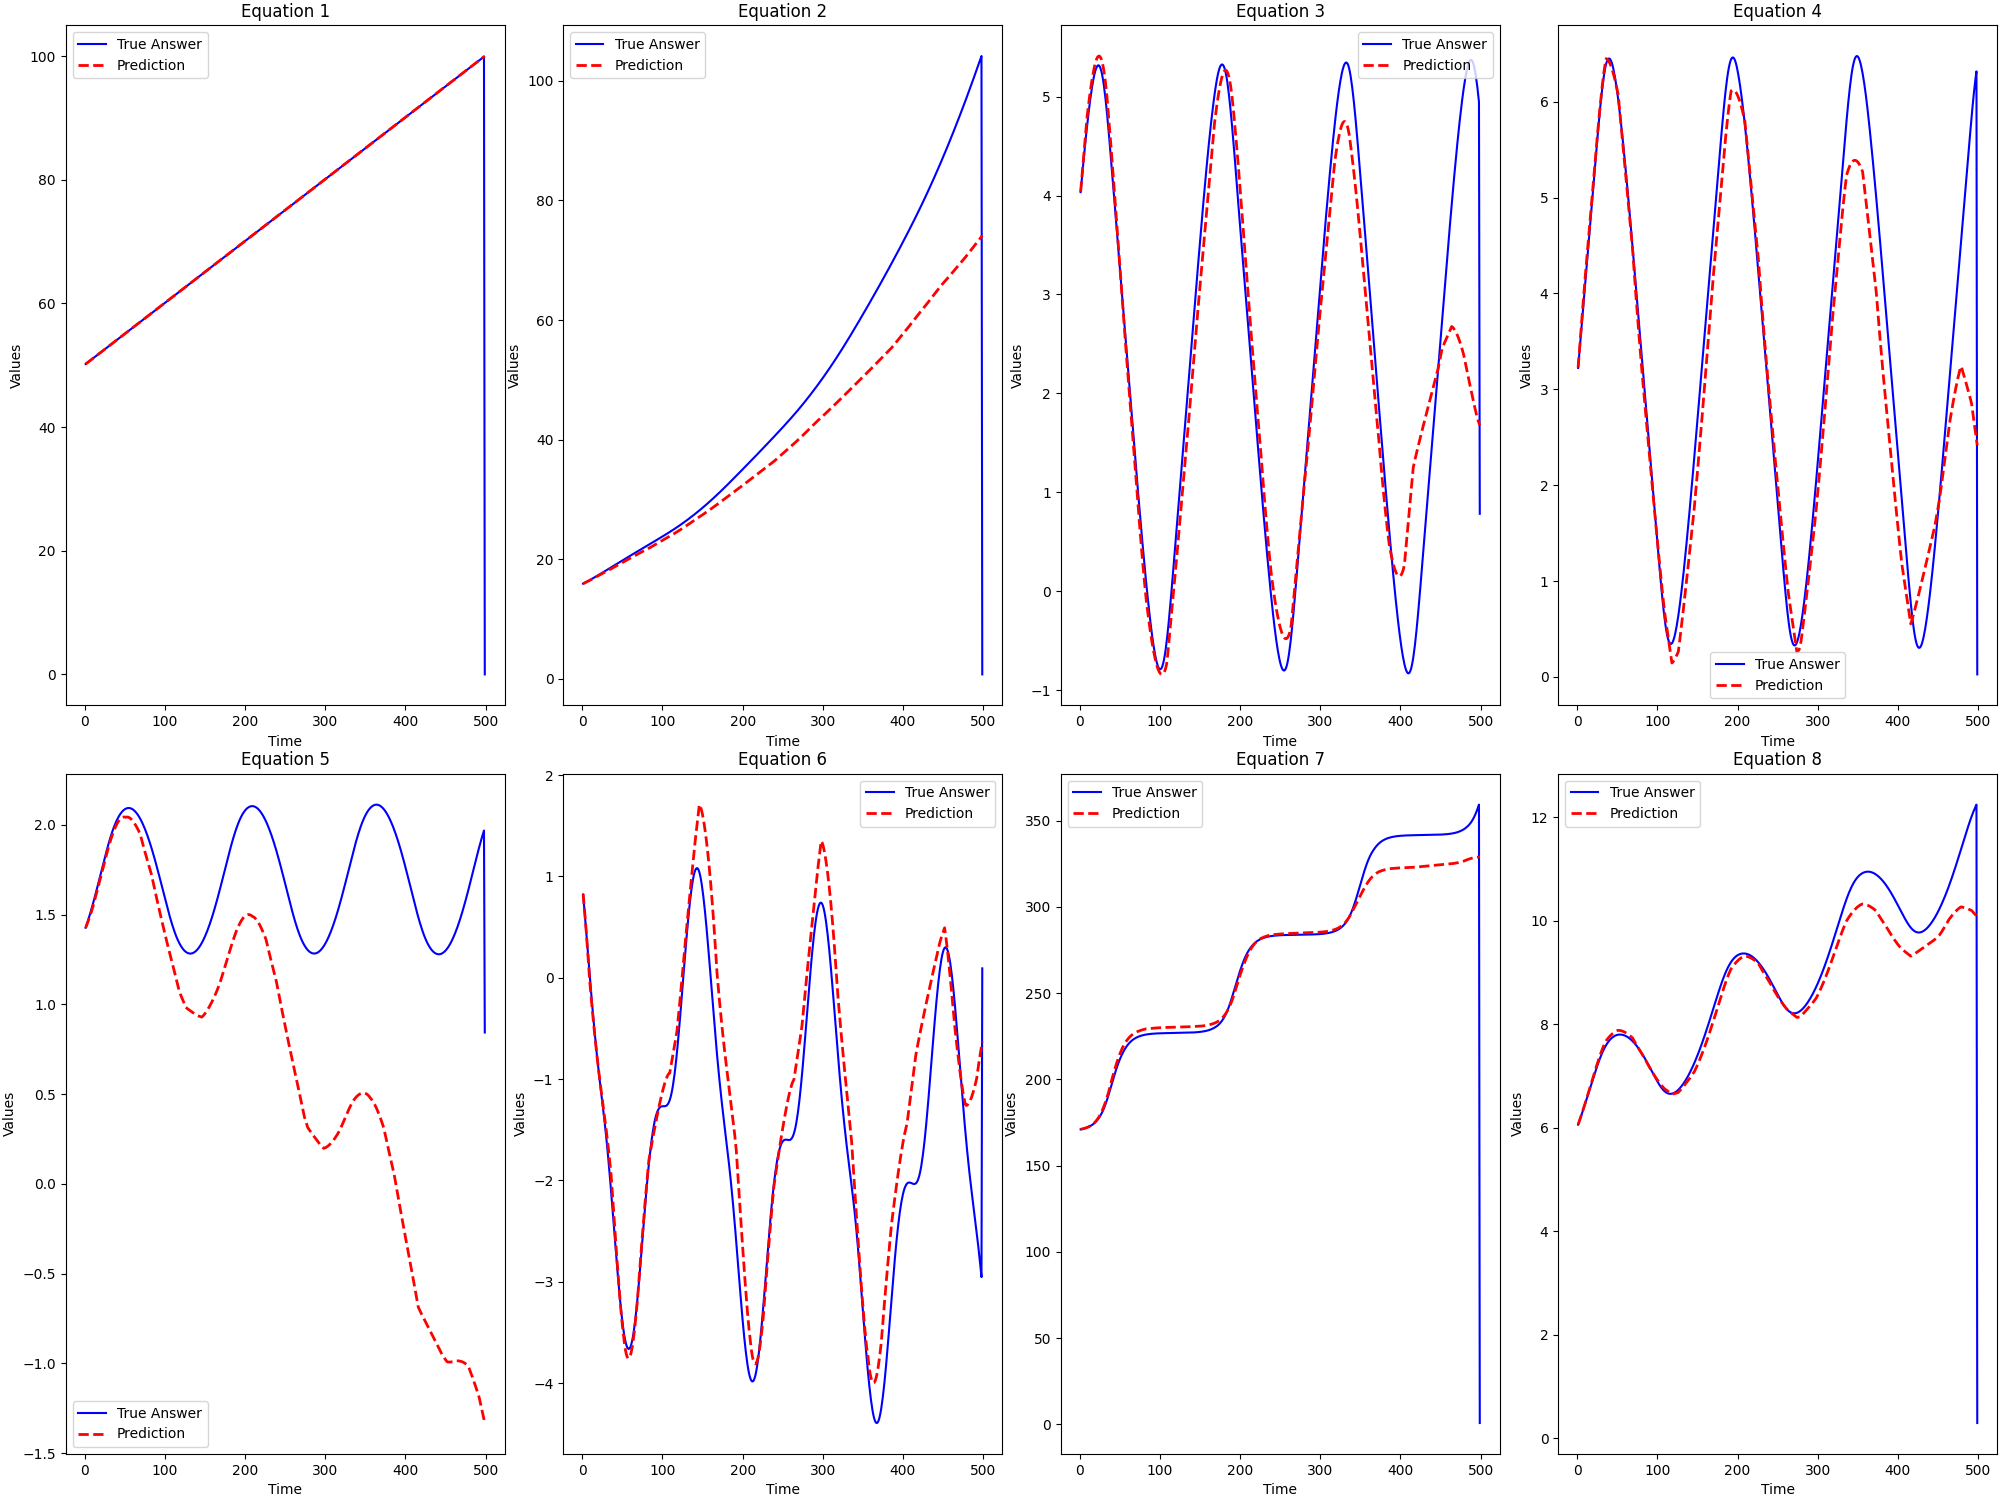 Equation 1
True Answer
Prediction
Values
100
80
60
40
20
0
0 100 200 300 400 500
Time
Equation 2
True Answer
Prediction
Values
100
80
60
40
20
0
0 100 200 300 400 500
Time
Equation 3
True Answer
Prediction
Values
5
4
3
2
1
0
−1
0 100 200 300 400 500
Time
Equation 4
Values
6
5
4
3
2
1
0
True Answer
Prediction
0 100 200 300 400 500
Time
Equation 5
Values
2.0
1.5
1.0
0.5
0.0
−0.5
−1.0
−1.5
True Answer
Prediction
0 100 200 300 400 500
Time
Equation 6
True Answer
Prediction
Values
2
1
0
−1
−2
−3
−4
0 100 200 300 400 500
Time
Equation 7
True Answer
Prediction
Values
350
300
250
200
150
100
50
0
0 100 200 300 400 500
Time
Equation 8
True Answer
Prediction
Values
12
10
8
6
4
2
0
0 100 200 300 400 500
Time